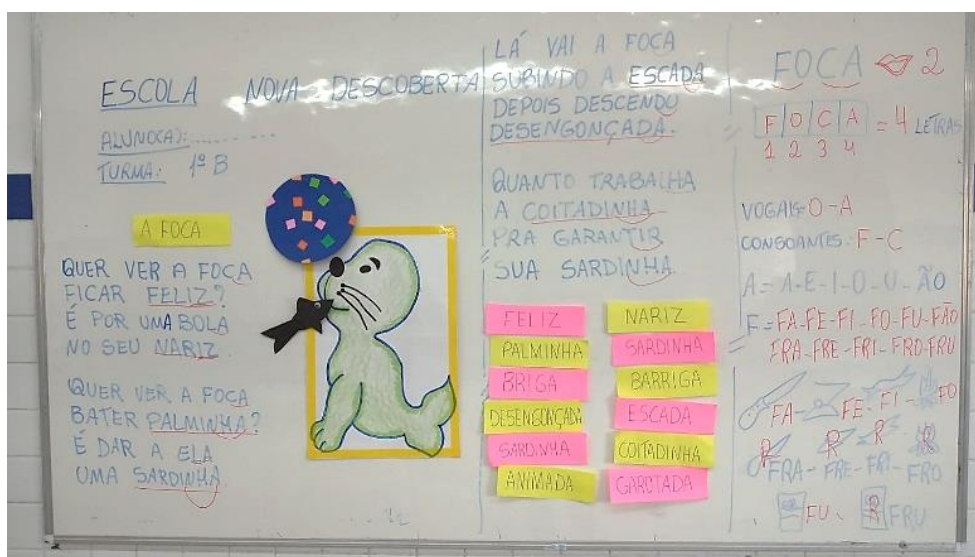 ESCOLA NOVA DESCOBERTA
ALUNO(A):.........
TURMA: 1º B
A FOCA
QUER VER A FOCA
FICAR FELIZ?
É POR UMA BOLA
NO SEU NARIZ.
QUER VER A FOCA
BATER PALMINHA?
É DAR A ELA
UMA SARDINHA
LÁ VAI A FOCA
SUBINDO A ESCADA
DEPOIS DESCENDO
DESENGONÇADA.
QUANTO TRABALHA
A COITADINHA
PRA GARANTIR
SUA SARDINHA.
FELIZ NARIZ
PALMINHA SARDINHA
BRIGA BARRIGA
DESENGONÇADA ESCADA
SARDINHA COITADINHA
ANIMADA GAROTADA
FOCA 2
F O C A = 4 LETRAS
1 2 3 4
VOGAIS: O-A
CONSOANTES: F-C
A= A-E-I-O-U-ÃO
F=FA-FE-FI-FO-FU-FÃO
FRA-FRE-FRI-FRO-FRU
FA- FE- FI- FO
R R R R
FRA- FRE- FRI- FRO
FU R FRU